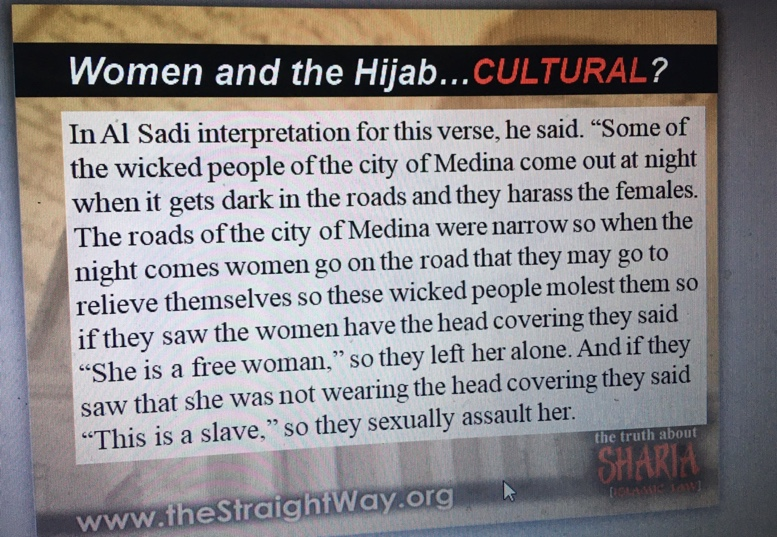 Women and the Hijab...CULTURAL?
In Al Sadi interpretation for this verse, he said. “Some of
the wicked people of the city of Medina come out at night
when it gets dark in the roads and they harass the females.
The roads of the city of Medina were narrow so when the
night comes women go on the road that they may go to
relieve themselves so these wicked people molest them so
if they saw the women have the head covering they said
“She is a free woman,” so they left her alone. And if they
saw that she was not wearing the head covering they said
“This is a slave,” so they sexually assault her.
the truth about
SHARIA
[ISLAMIC LAW]
www.theStraightWay.org